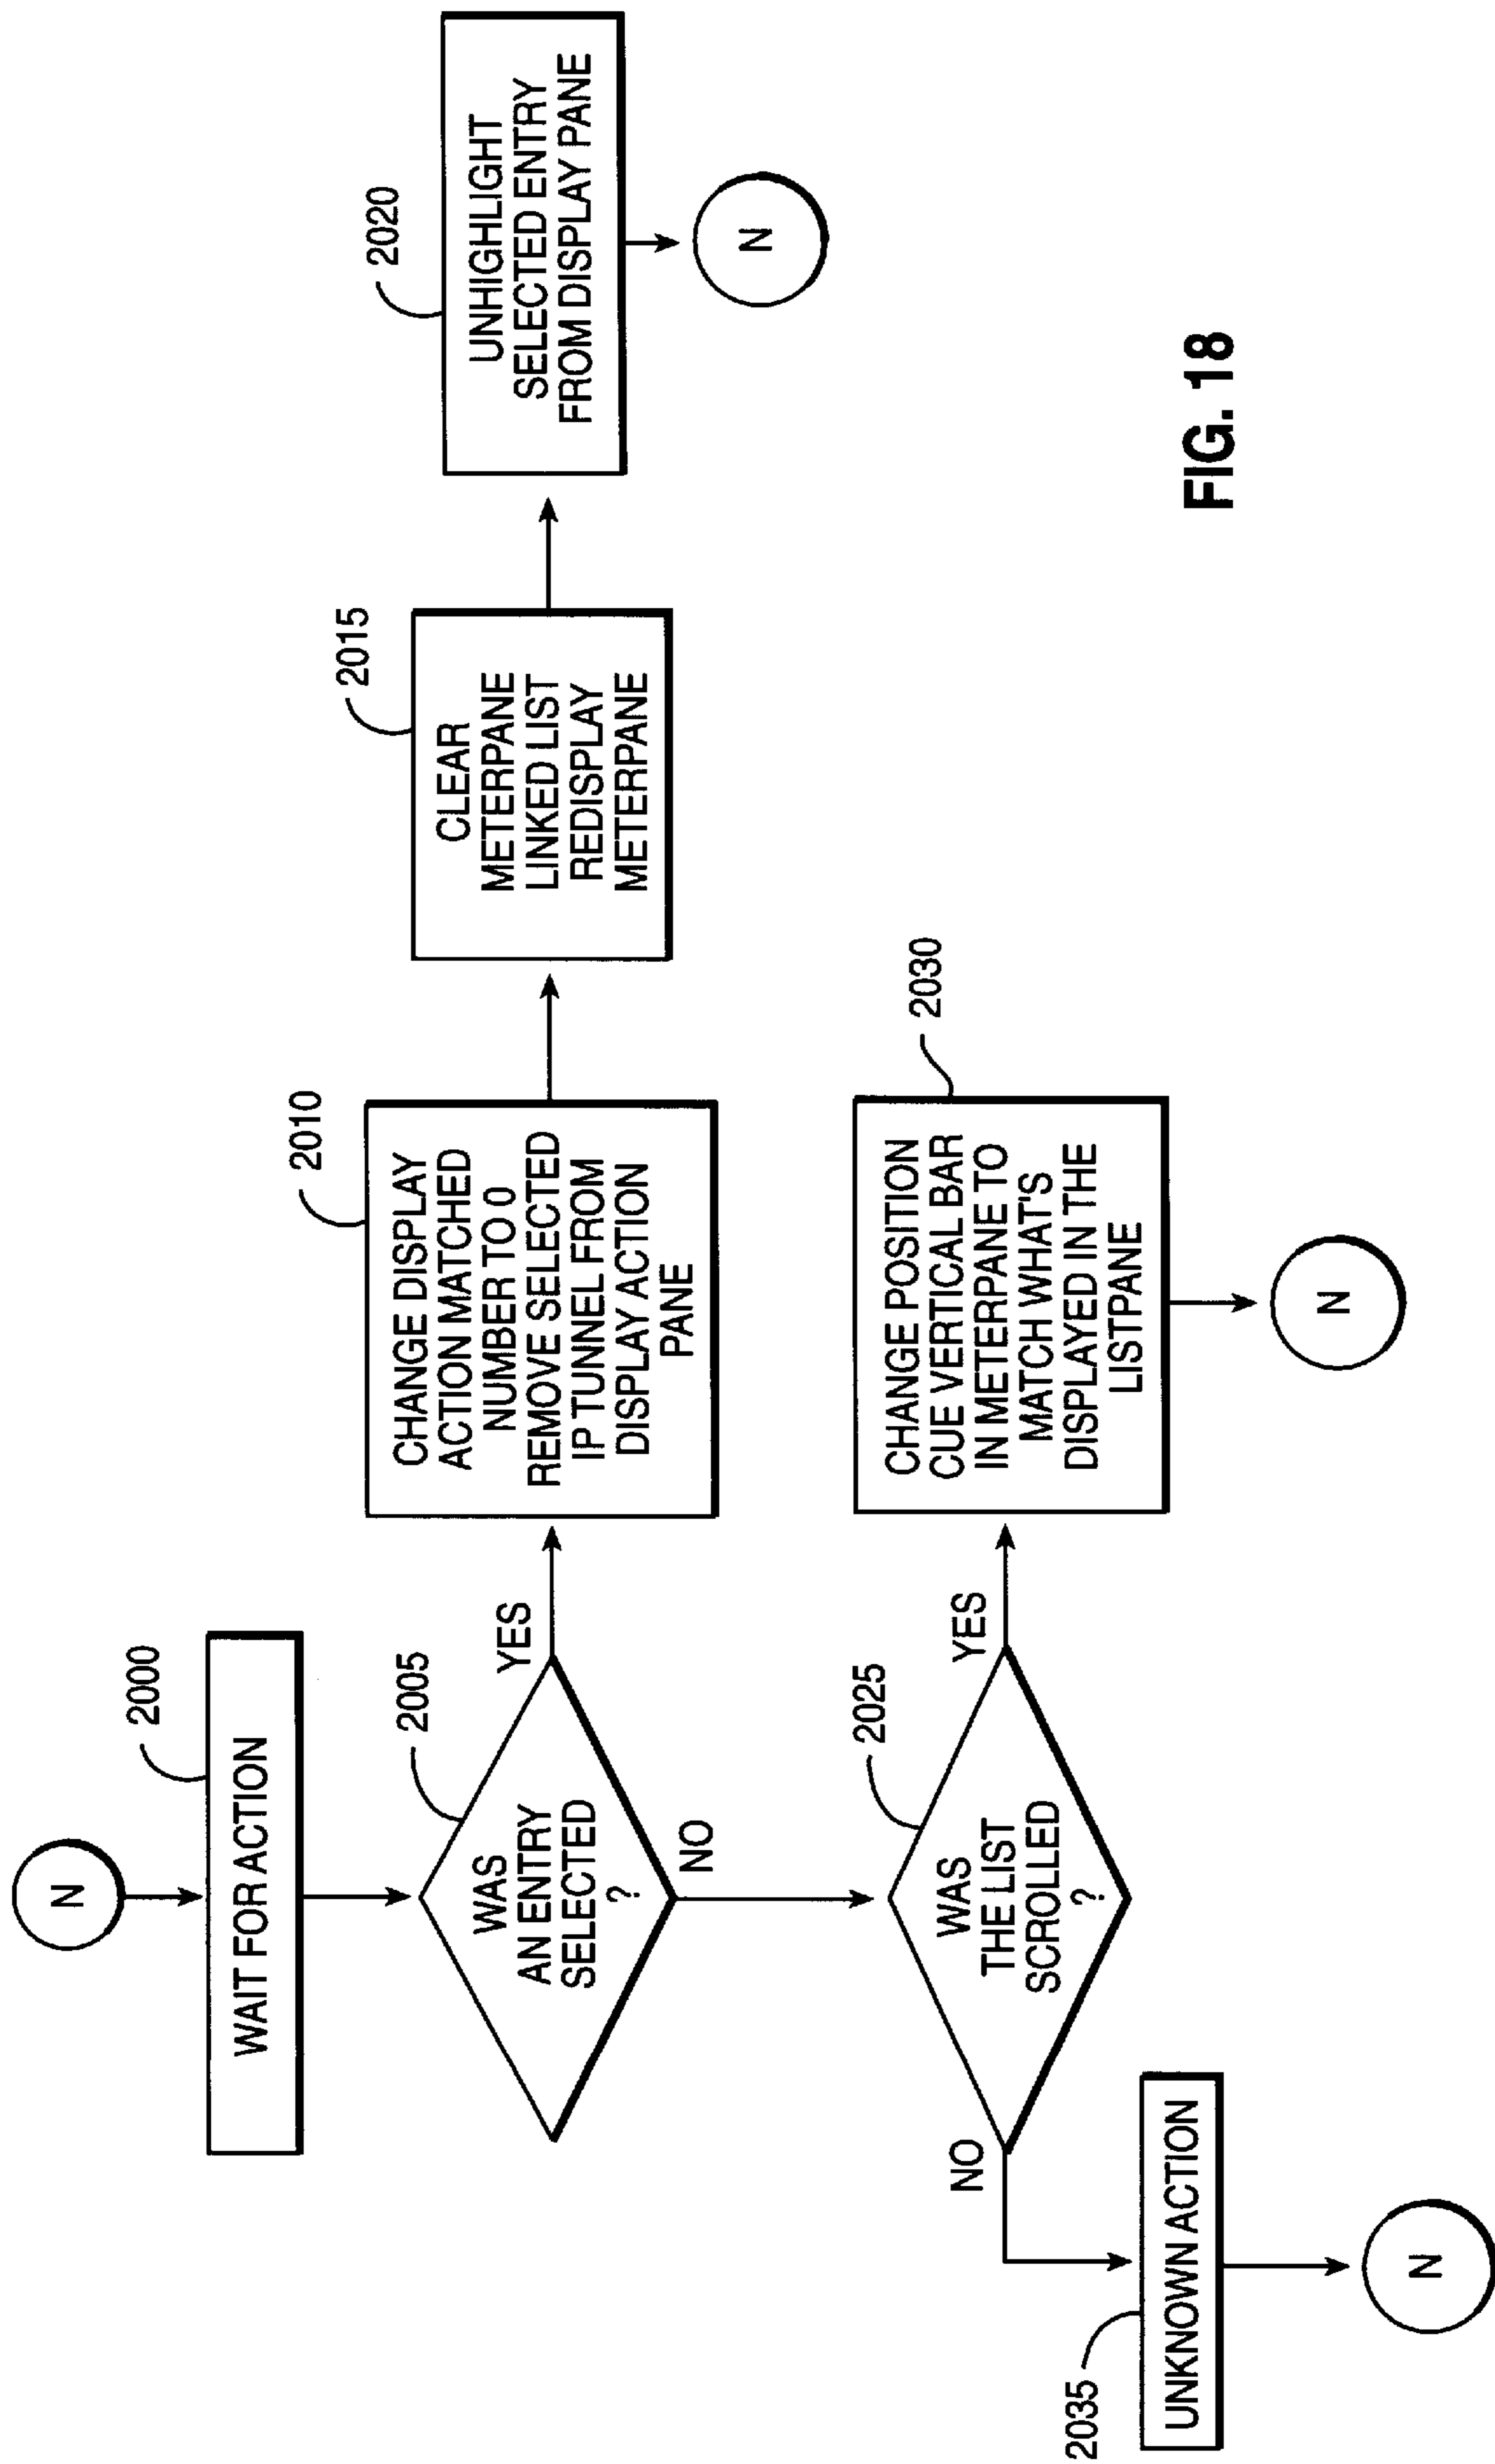 N
2000
WAIT FOR ACTION
2005
WAS
AN ENTRY
SELECTED
?
YES
NO
2010
CHANGE DISPLAY
ACTION MATCHED
NUMBER TO 0
REMOVE SELECTED
IP TUNNEL FROM
DISPLAY ACTION
PANE
2015
CLEAR
METERPANE
LINKED LIST
REDISPLAY
METERPANE
2020
UNHIGHLIGHT
SELECTED ENTRY
FROM DISPLAY PANE
N
2025
WAS
THE LIST
SCROLLED
?
YES
NO
2030
CHANGE POSITION
CUE VERTICAL BAR
IN METERPANE TO
MATCH WHAT'S
DISPLAYED IN THE
LISTPANE
N
2035
UNKNOWN ACTION
N
FIG. 18